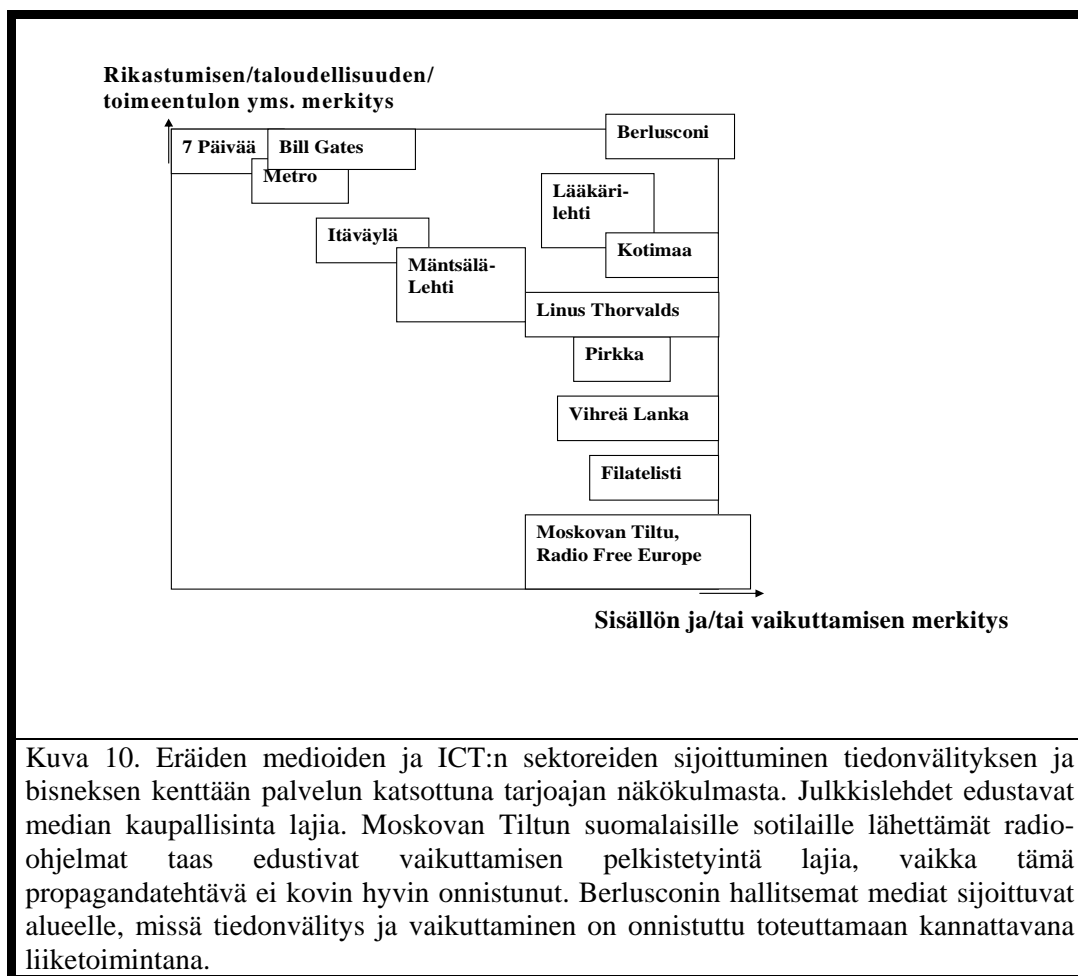 Rikastumisen/taloudellisuuden/
toimeentulon yms. merkitys
7 Päivää
Bill Gates
Berlusconi
Metro
Lääkäri-
lehti
Itäväylä
Kotimaa
Mäntsälä-
Lehti
Linus Thorvalds
Pirkka
Vihreä Lanka
Filatelisti
Moskovan Tiltu,
Radio Free Europe
Sisällön ja/tai vaikuttamisen merkitys
Kuva 10. Eräiden medioiden ja ICT:n sektoreiden sijoittuminen tiedonvälityksen ja
bisneksen kenttään palvelun katsottuna tarjoajan näkökulmasta. Julkkislehdet edustavat
median kaupallisinta lajia. Moskovan Tiltun suomalaisille sotilaille lähettämät radio-
ohjelmat taas edustivat vaikuttamisen pelkistetyintä lajia, vaikka tämä
propagandatehtävä ei kovin hyvin onnistunut. Berlusconin hallitsemat mediat sijoittuvat
alueelle, missä tiedonvälitys ja vaikuttaminen on onnistuttu toteuttamaan kannattavana
liiketoimintana.